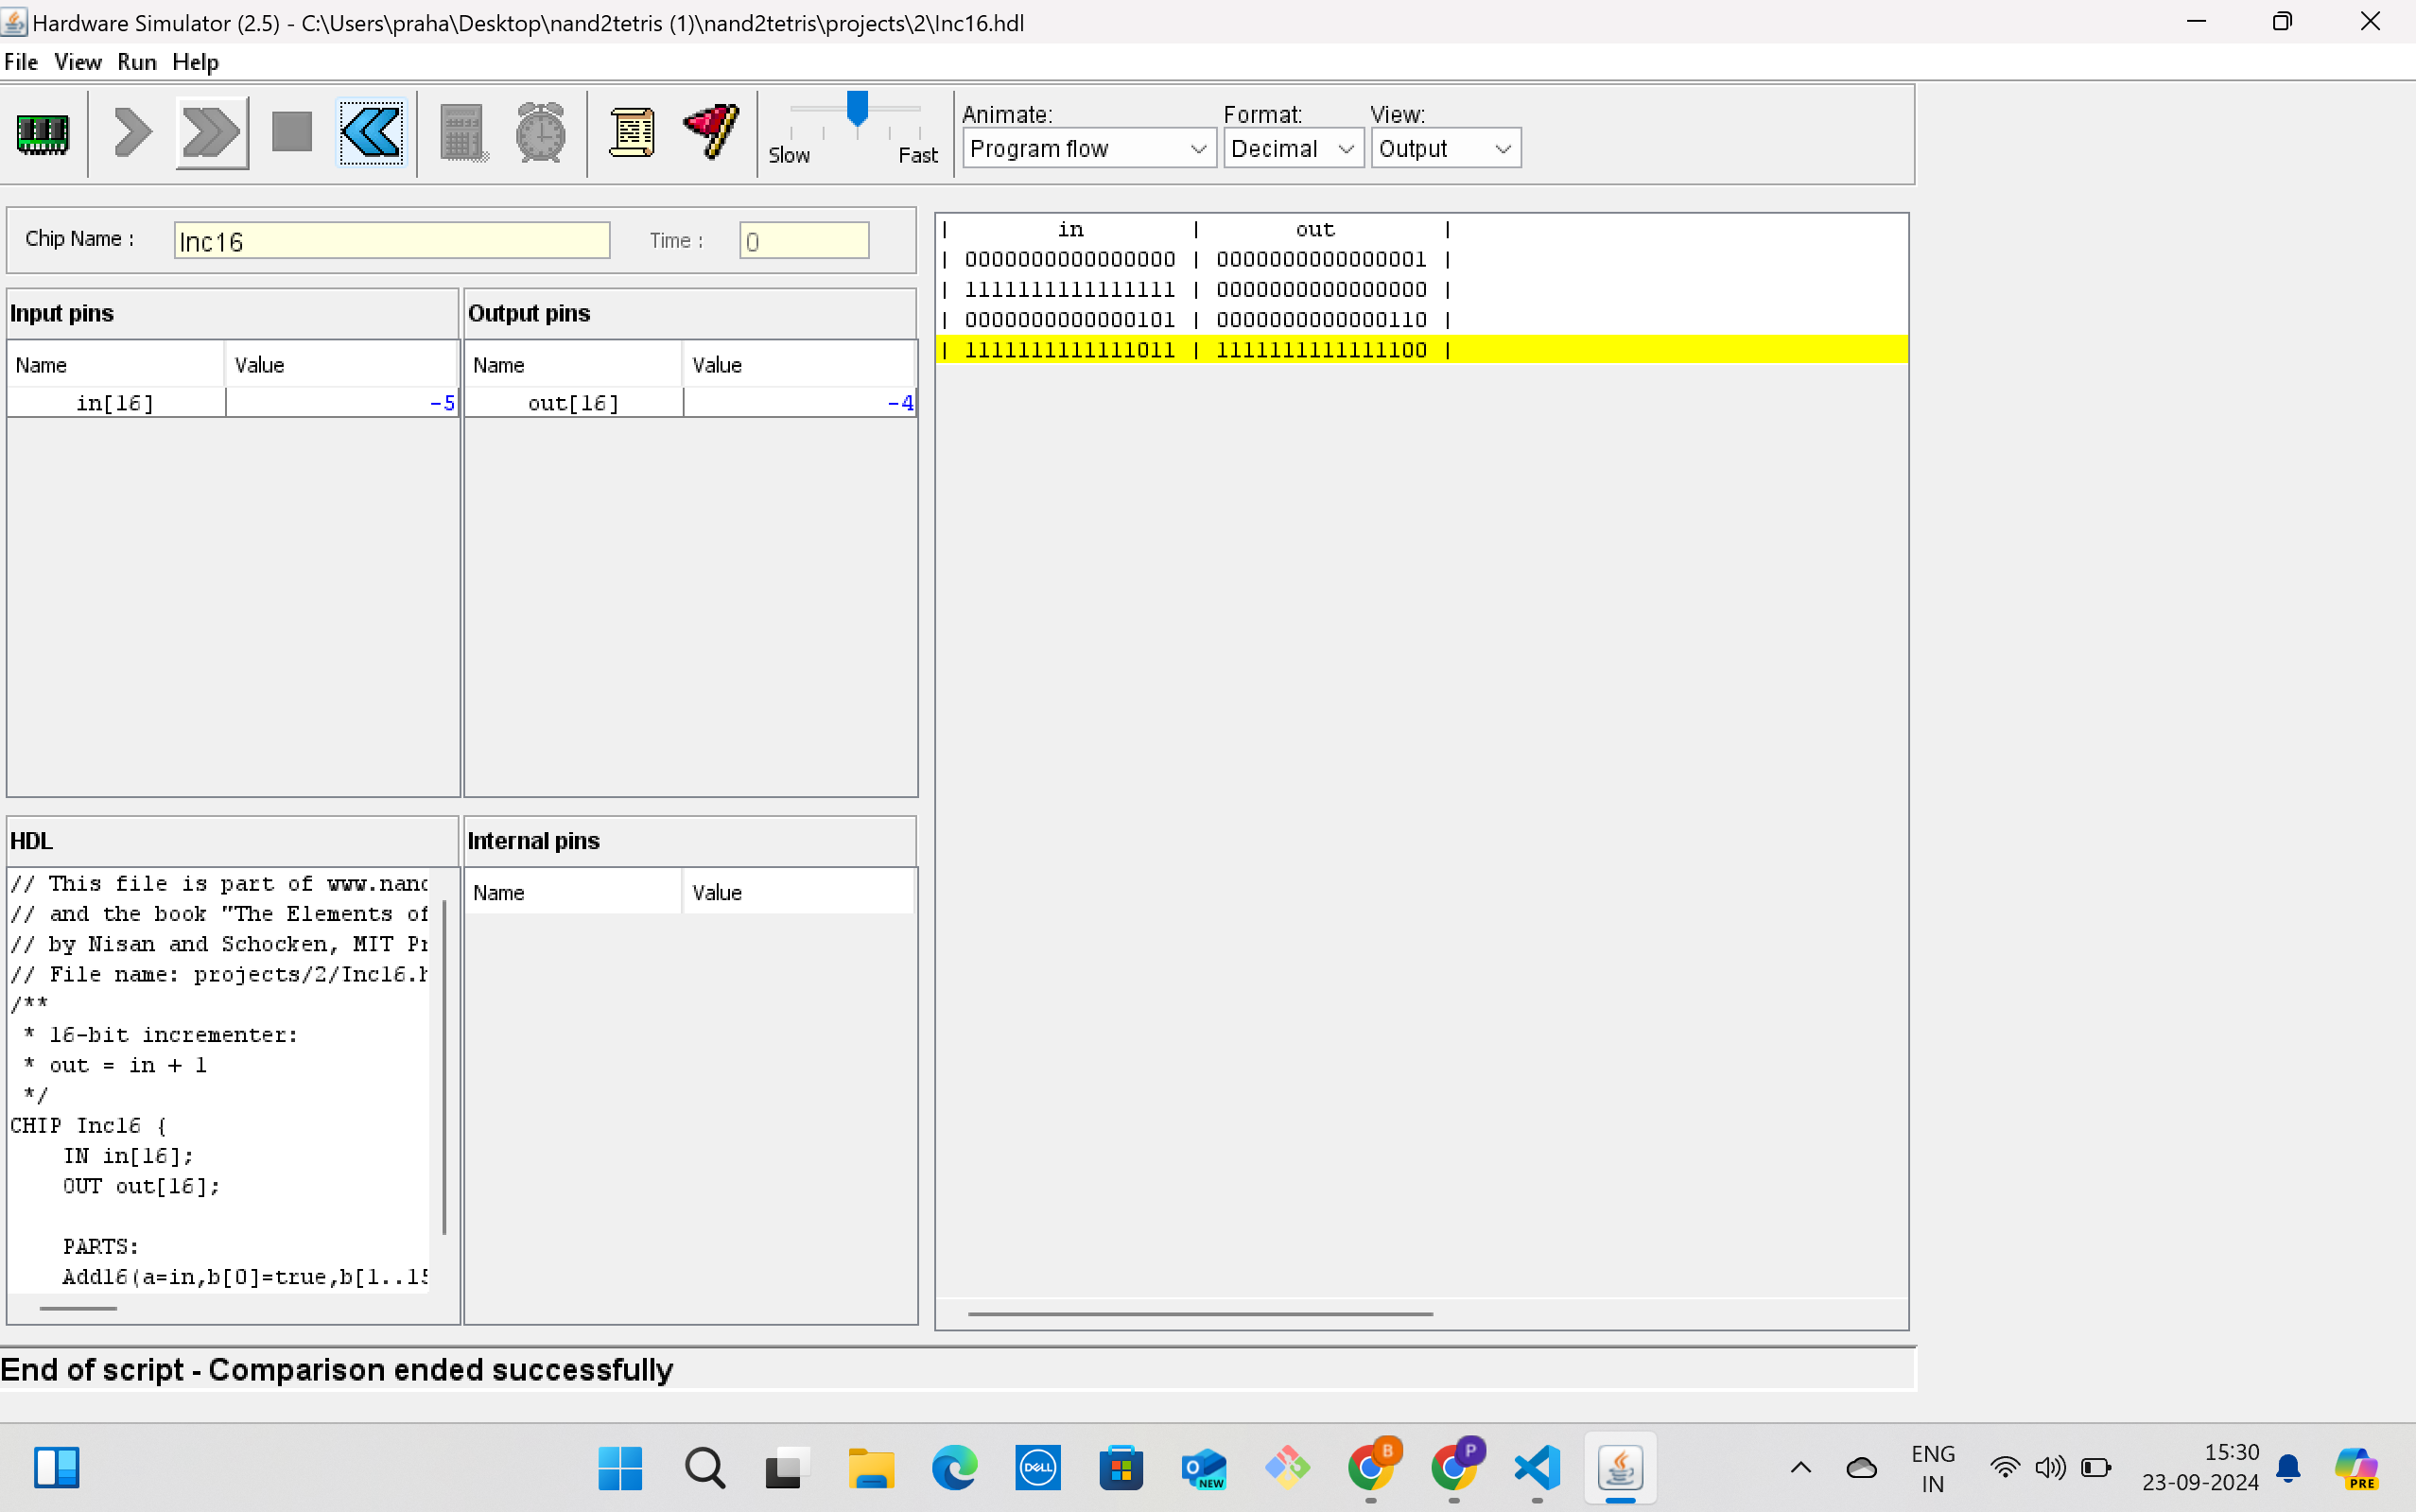 Hardware Simulator (2.5) - C:\Users\praha\Desktop\nand2tetris (1)\nand2tetris\projects\2\Inc16.hdl
File View Run Help
Animate: Format: View:
Slow Fast Program flow Decimal Output
Chip Name : Inc16 Time : 0
Input pins
Name Value
in[16] -5
Output pins
Name Value
out[16] -4
HDL
// This file is part of www.nand
// and the book "The Elements of
// by Nisan and Schocken, MIT Pr
// File name: projects/2/Inc16.h
/**
* 16-bit incrementer:
* out = in + 1
*/
CHIP Inc16 {
IN in[16];
OUT out[16];
PARTS:
Add16(a=in,b[0]=true,b[1..15
Internal pins
Name Value
| in | out |
| 0000000000000000 | 0000000000000001 |
| 1111111111111111 | 0000000000000000 |
| 0000000000000101 | 0000000000000110 |
| 1111111111111011 | 1111111111111100 |
End of script - Comparison ended successfully
DELL
NEW
B
P
ENG
IN
15:30
23-09-2024
PRE